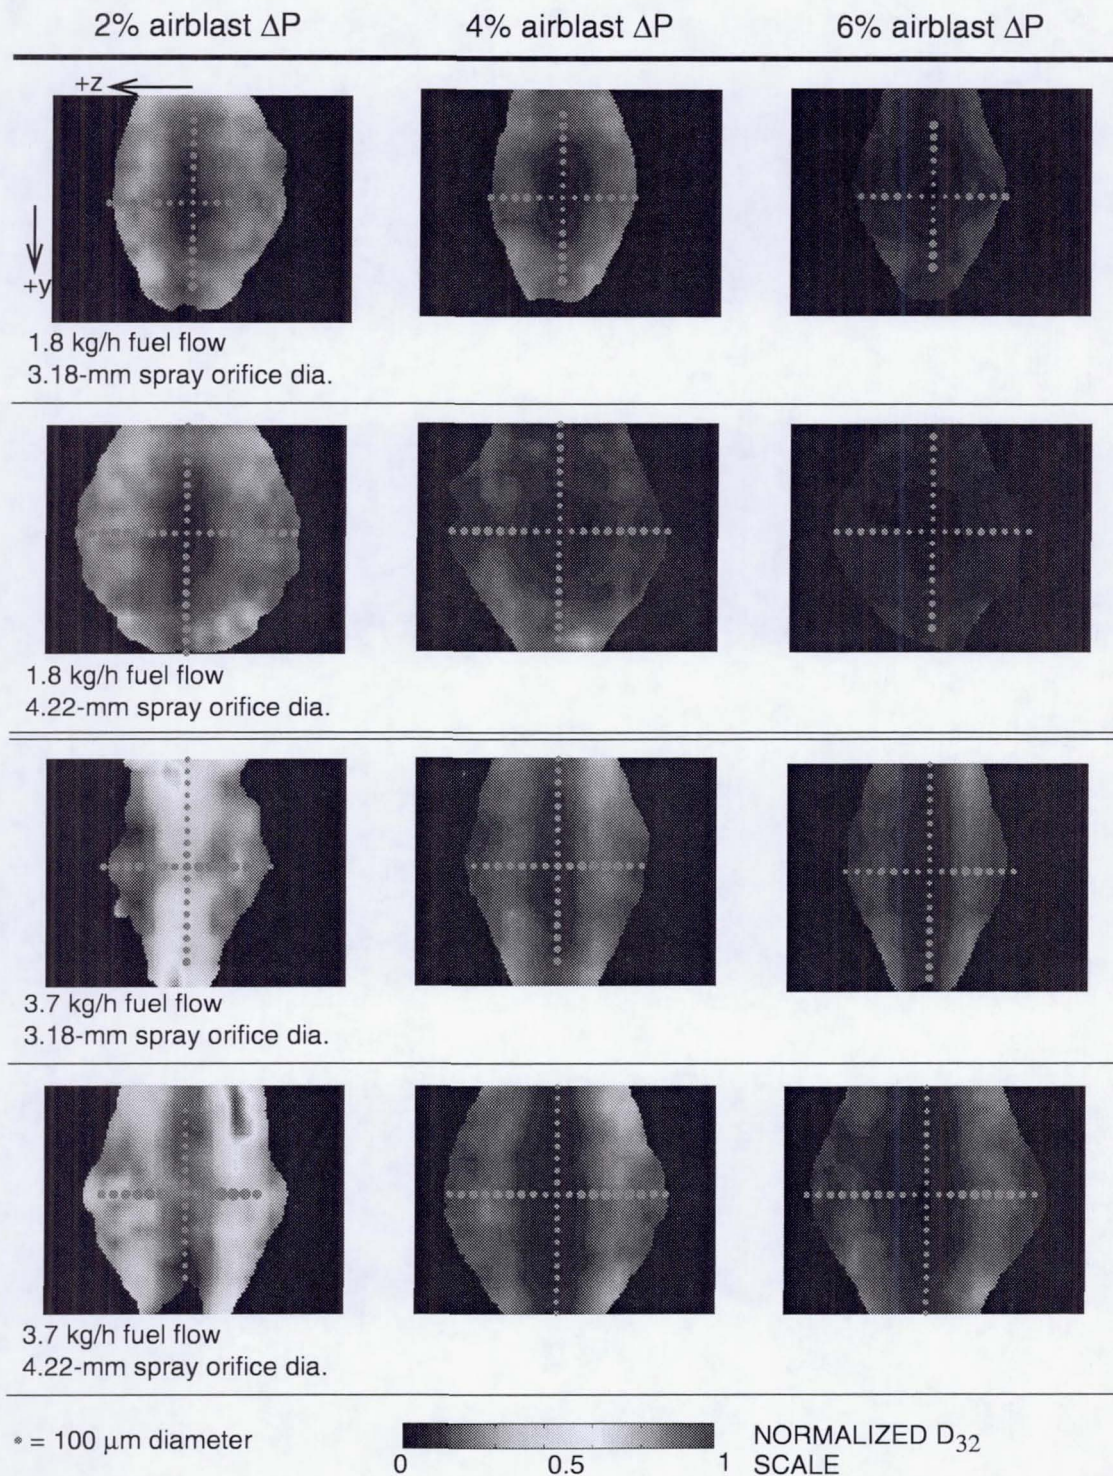 2% airblast ΔP 4% airblast ΔP 6% airblast ΔP
+z
+y
1.8 kg/h fuel flow
3.18-mm spray orifice dia.
1.8 kg/h fuel flow
4.22-mm spray orifice dia.
3.7 kg/h fuel flow
3.18-mm spray orifice dia.
3.7 kg/h fuel flow
4.22-mm spray orifice dia.
= 100 μm diameter
0 0.5 1
NORMALIZED D32
SCALE